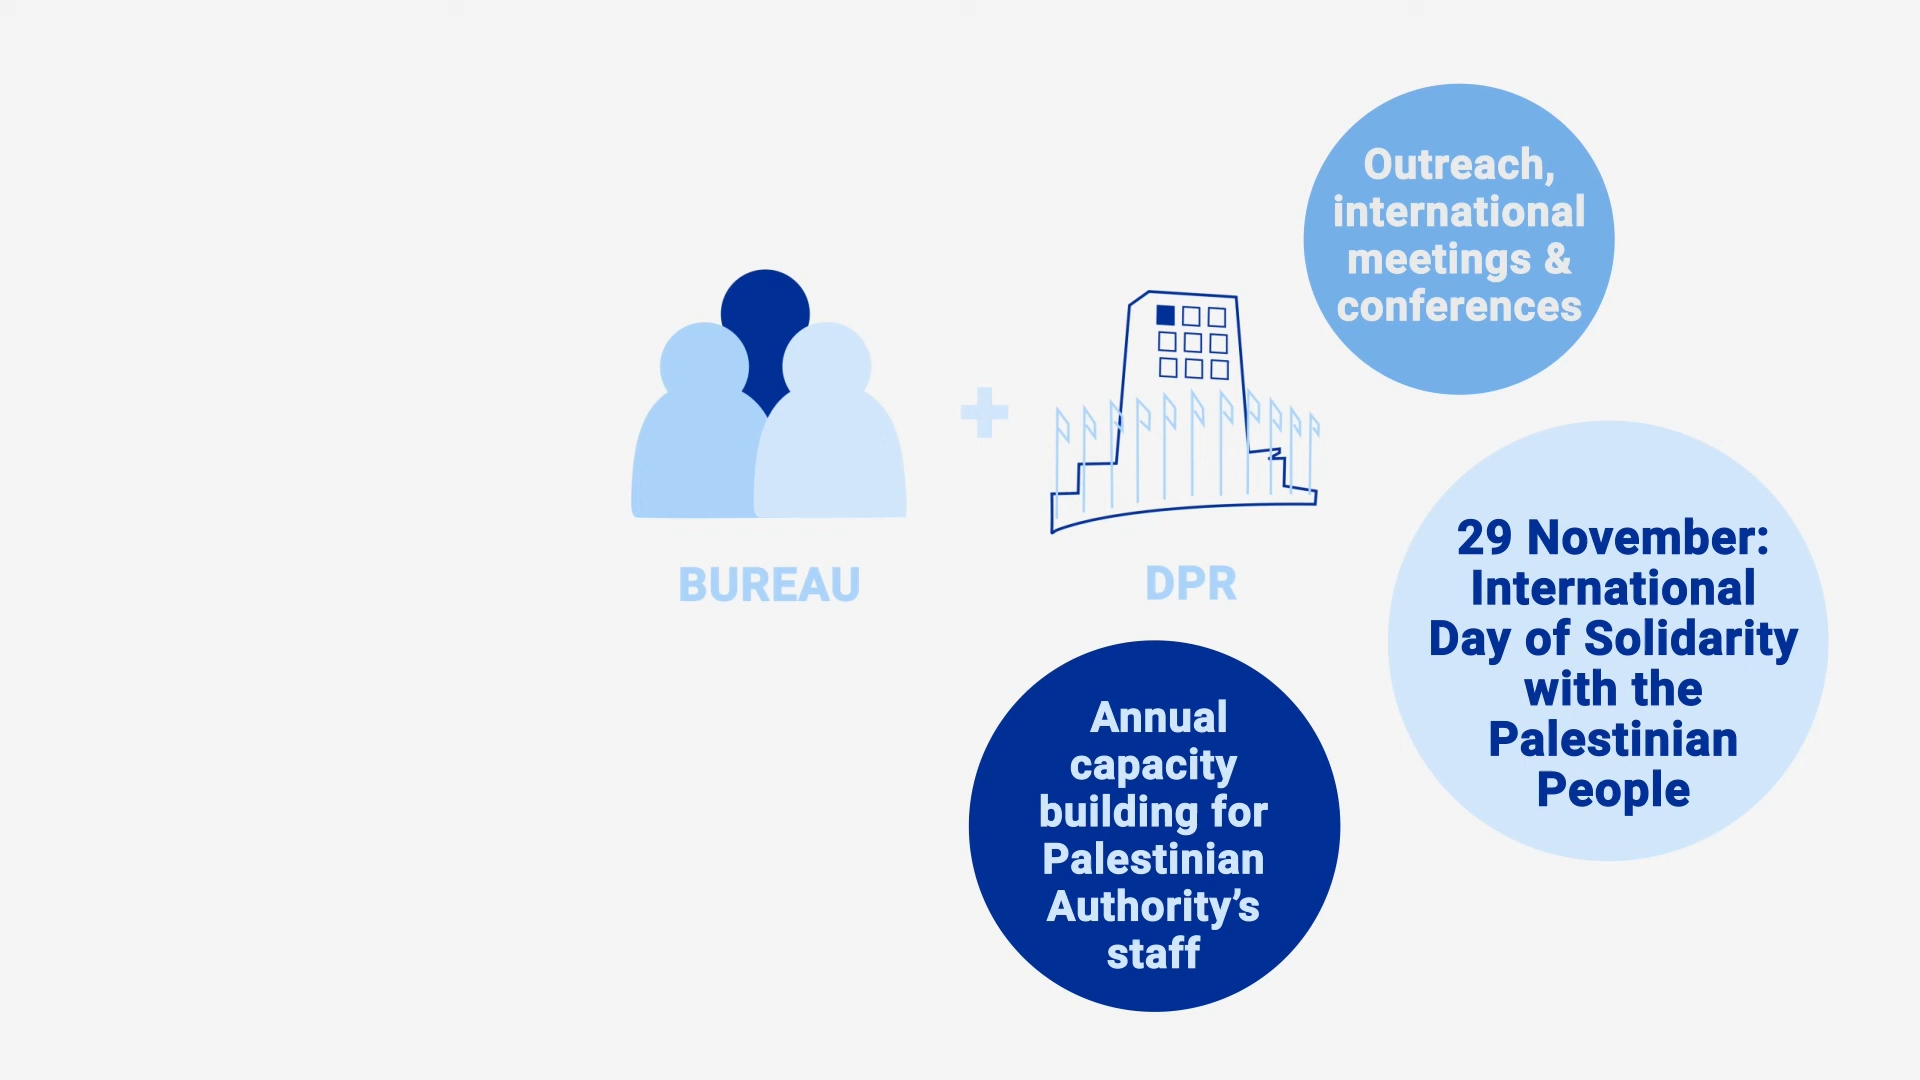 Outreach,
international
meetings &
conferences
BUREAU
DPR
29 November:
International
Day of Solidarity
with the
Palestinian
People
Annual
capacity
building for
Palestinian
Authority’s
staff